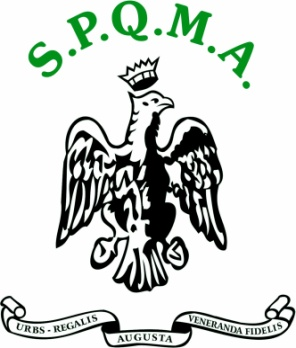 S.P.Q.M.A.
URBS - REGALIS
AUGUSTA
VENERANDA FIDELIS